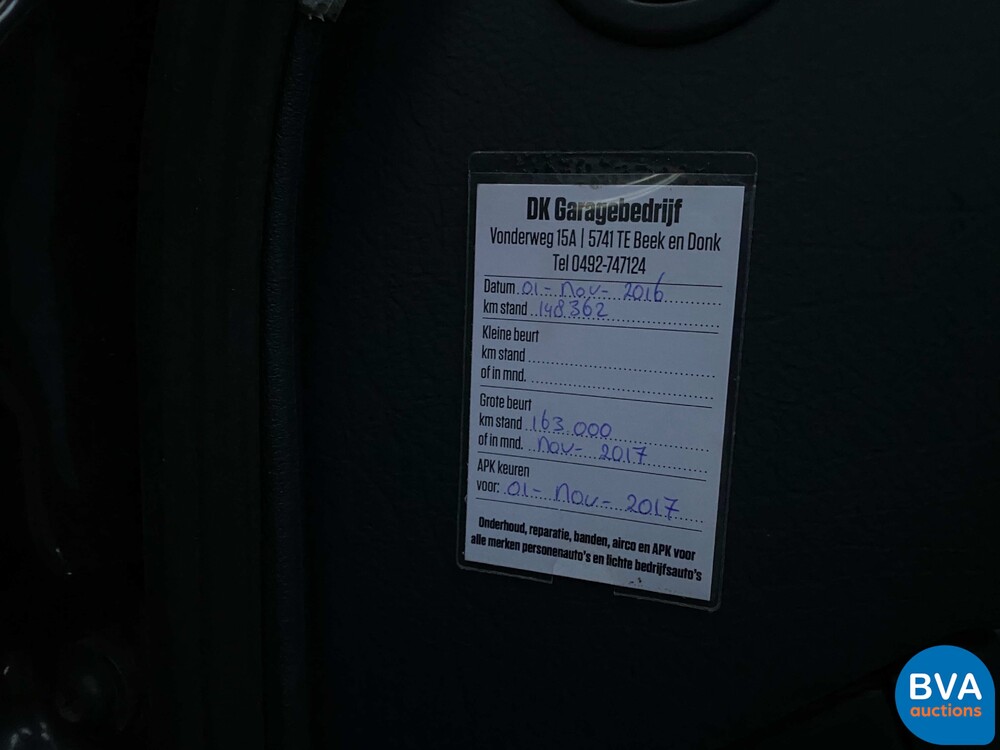 DK Garagebedrijf
Vonderweg 15A | 5741 TE Beek en Donk
Tel 0492-747124
Datum 01-nov-2016
km stand 148.362
Kleine beurt
km stand
of in mnd.
Grote beurt
km stand 163.000
of in mnd. nov-2017
APK keuren
voor: 01-nov-2017
Onderhoud, reparatie, banden, airco en APK voor
alle merken personenauto's en lichte bedrijfsauto's
BVA
auctions